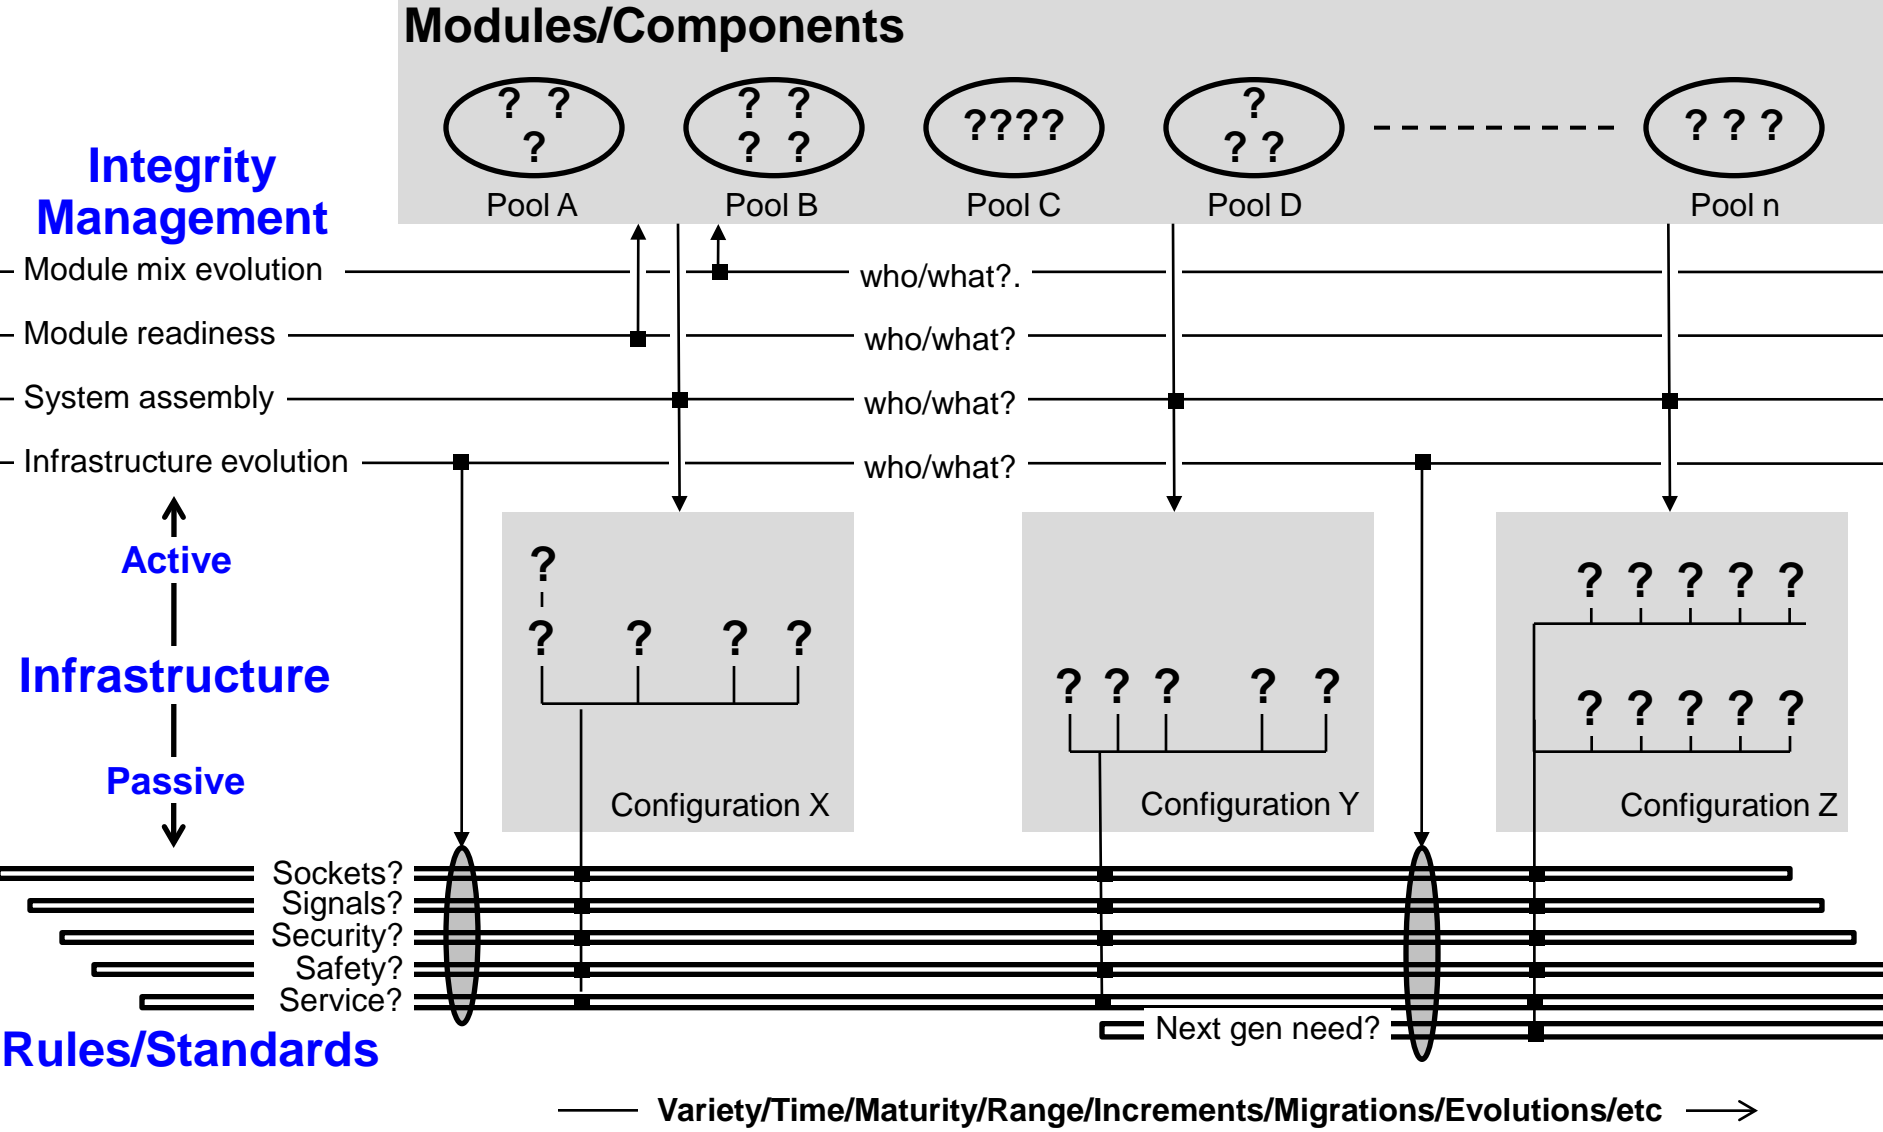 Modules/Components
? ?
?
? ?
? ?
????
?
? ?
? ? ?
Pool A
Pool B
Pool C
Pool D
Pool n
Integrity
Management
Module mix evolution
who/what?.
Module readiness
who/what?
System assembly
who/what?
Infrastructure evolution
who/what?
Active
Infrastructure
Passive
?
? ? ? ?
Configuration X
? ? ? ? ?
Configuration Y
? ? ? ? ?
? ? ? ? ?
Configuration Z
Sockets?
Signals?
Security?
Safety?
Service?
Next gen need?
Rules/Standards
Variety/Time/Maturity/Range/Increments/Migrations/Evolutions/etc